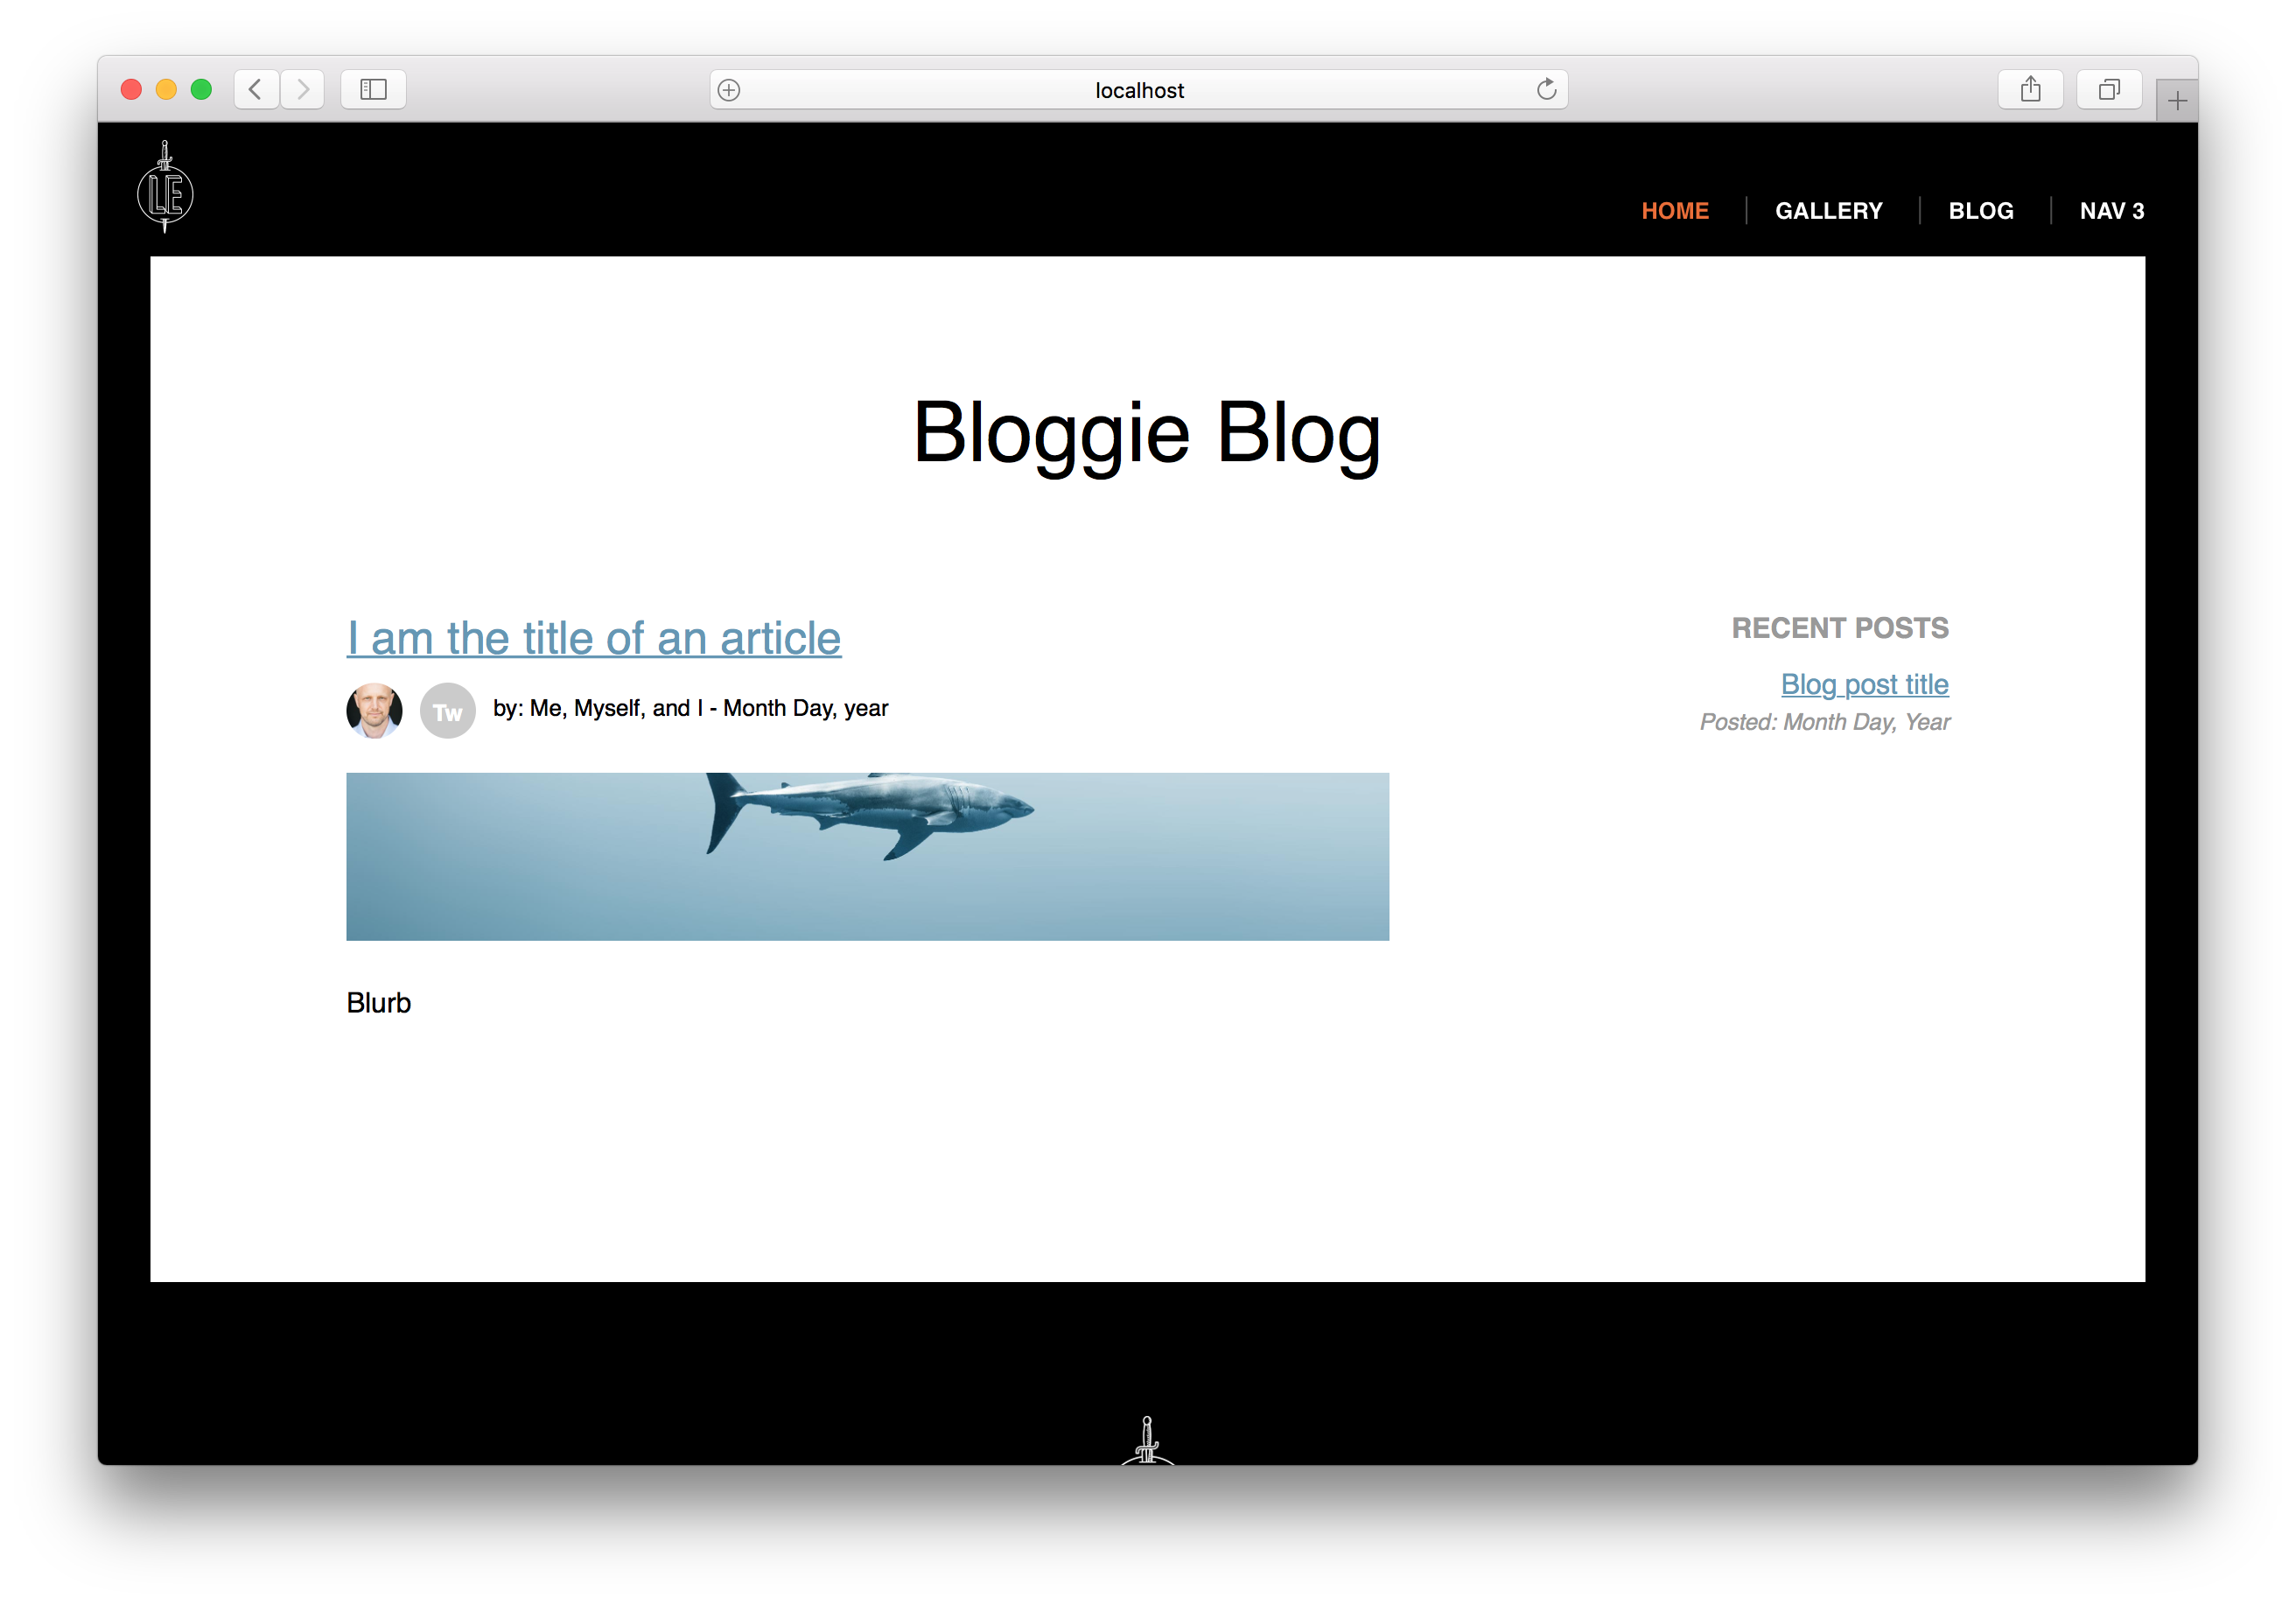 localhost
LE
HOME GALLERY BLOG NAV 3
Bloggie Blog
I am the title of an article
Tw by: Me, Myself, and I - Month Day, year
Blurb
RECENT POSTS
Blog post title
Posted: Month Day, Year